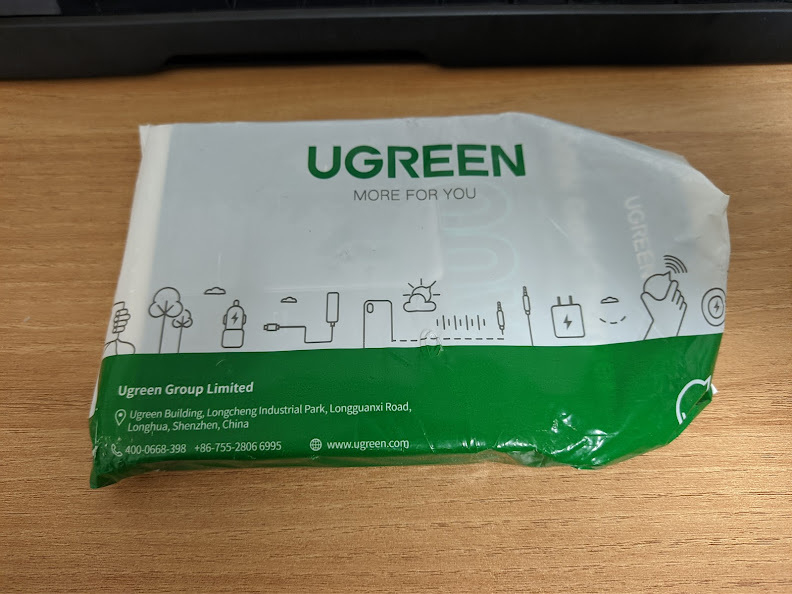 UGREEN
MORE FOR YOU
UGREEN
Ugreen Group Limited
Ugreen Building, Longcheng Industrial Park, Longguanxi Road,
Longhua, Shenzhen, China
400-0668-398 +86-755-2806 6995 www.ugreen.com